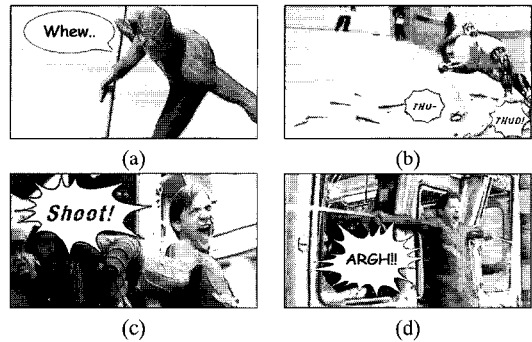 Whew..
(a)
THU-
THUD!
(b)
Shoot!
(c)
ARGH!!
(d)